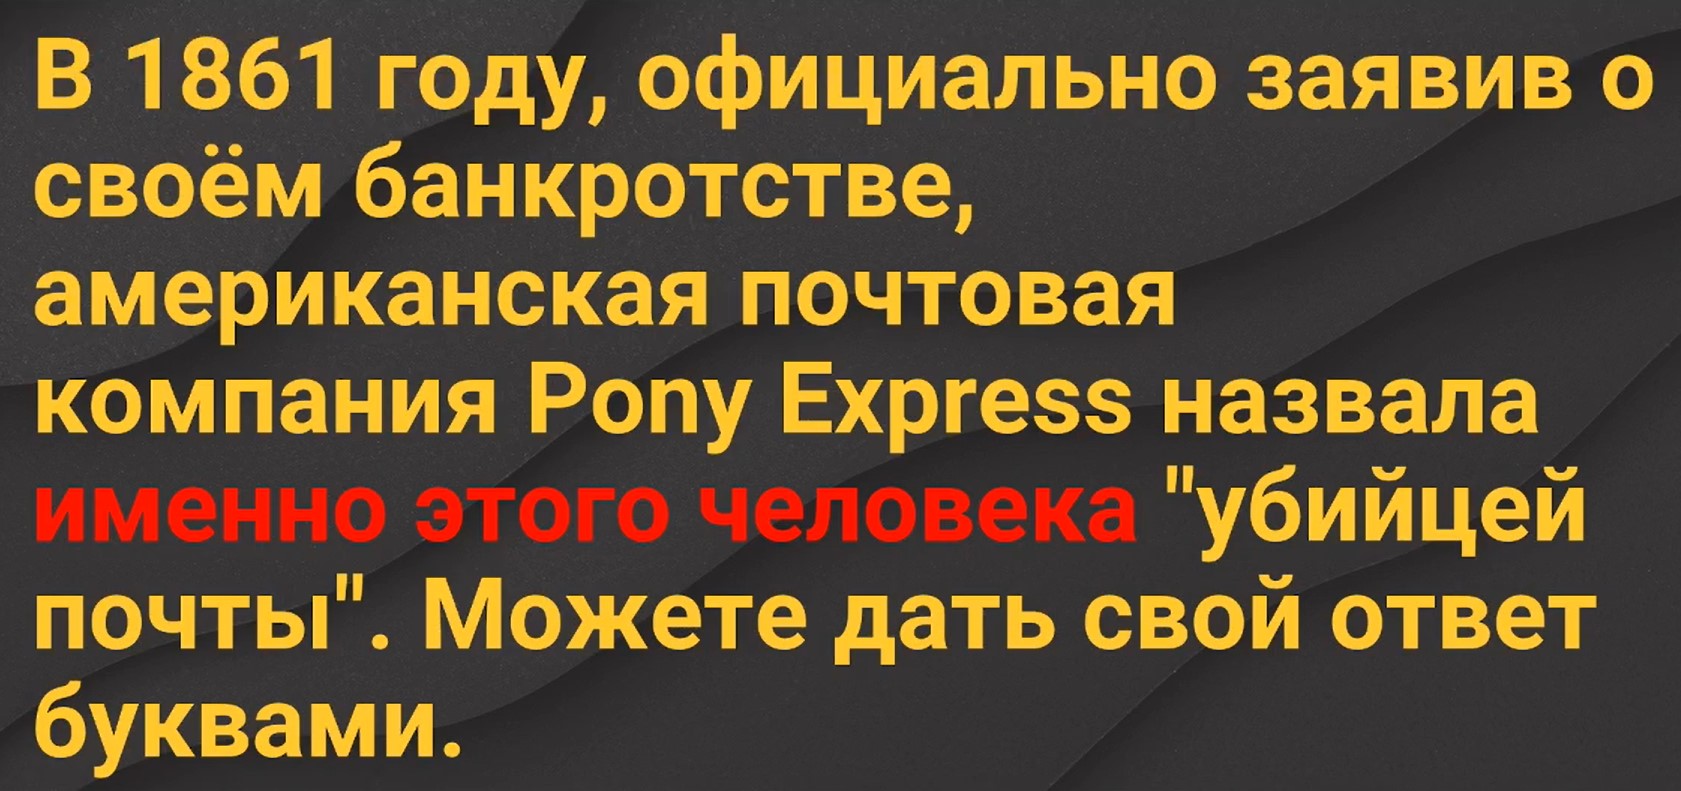 В 1861 году, официально заявив о
своём банкротстве,
американская почтовая
компания Pony Express назвала
именно этого человека "убийцей
почты". Можете дать свой ответ
буквами.